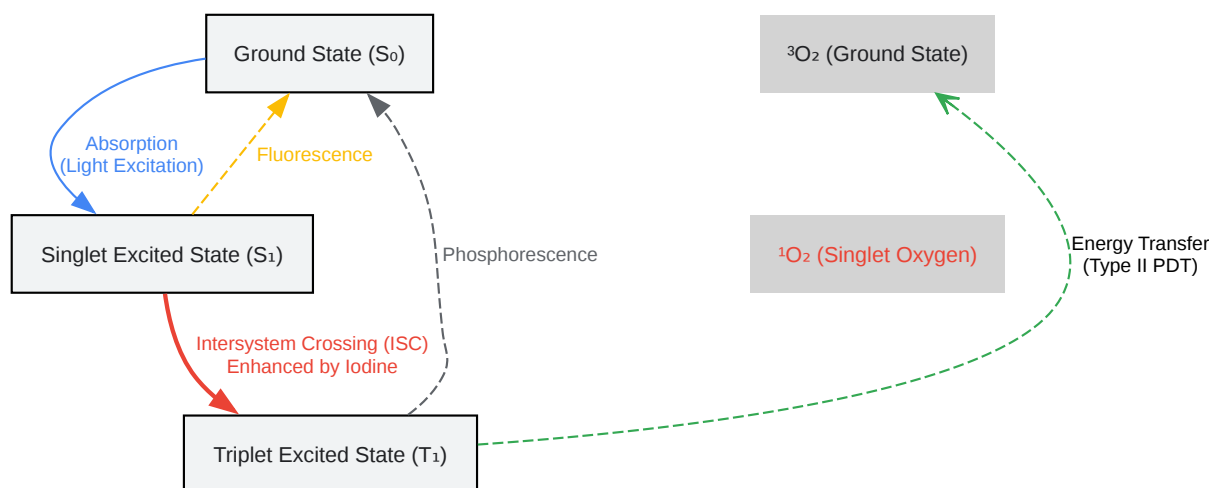 Ground State (S₀)
³O₂ (Ground State)
Absorption
(Light Excitation)
Fluorescence
Singlet Excited State (S₁)
Phosphorescence
¹O₂ (Singlet Oxygen)
Energy Transfer
(Type II PDT)
Intersystem Crossing (ISC)
Enhanced by Iodine
Triplet Excited State (T₁)